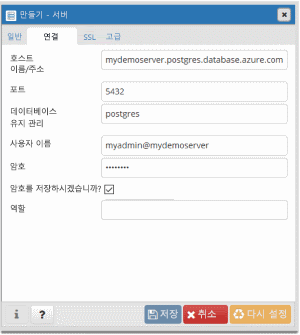 만들기 - 서버
일반 연결 SSL 고급
호스트
이름/주소
mydemoserver.postgres.database.azure.com
포트
5432
데이터베이스
유지 관리
postgres
사용자 이름
myadmin@mydemoserver
암호
••••••••
암호를 저장하시겠습니까?
역할
i ? 저장 취소 다시 설정